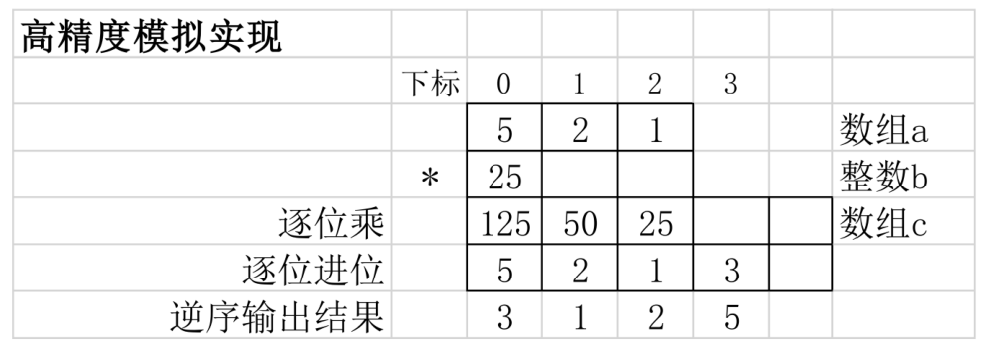 高精度模拟实现
下标 0 1 2 3
5 2 1 数组a
* 25 整数b
逐位乘 125 50 25 数组c
逐位进位 5 2 1 3
逆序输出结果 3 1 2 5